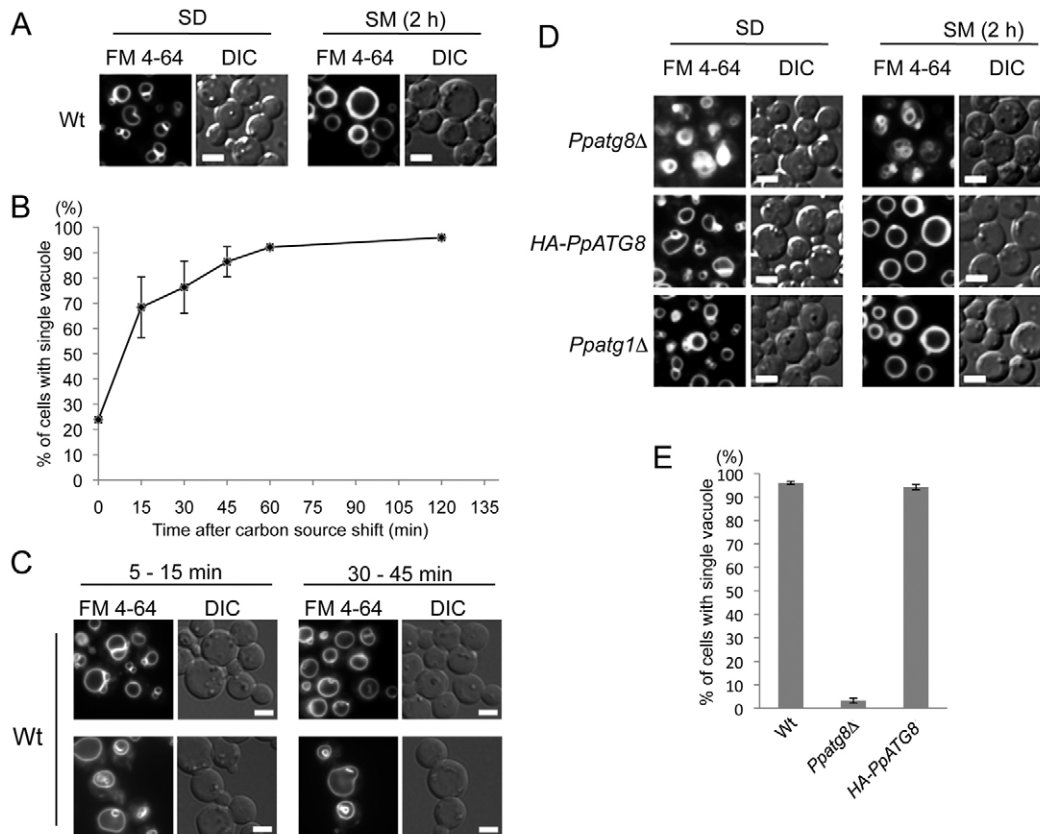 A
SD
SM (2 h)
FM 4-64
DIC
FM 4-64
DIC
Wt
B
(%)
100
90
80
70
60
50
40
30
20
10
0
% of cells with single vacuole
0 15 30 45 60 75 90 105 120 135
Time after carbon source shift (min)
C
5 - 15 min
30 - 45 min
FM 4-64
DIC
FM 4-64
DIC
Wt
D
SD
SM (2 h)
FM 4-64
DIC
FM 4-64
DIC
Ppatg8Δ
HA-PpATG8
Ppatg1Δ
E
(%)
100
90
80
70
60
50
40
30
20
10
0
% of cells with single vacuole
Wt
Ppatg8Δ
HA-PpATG8